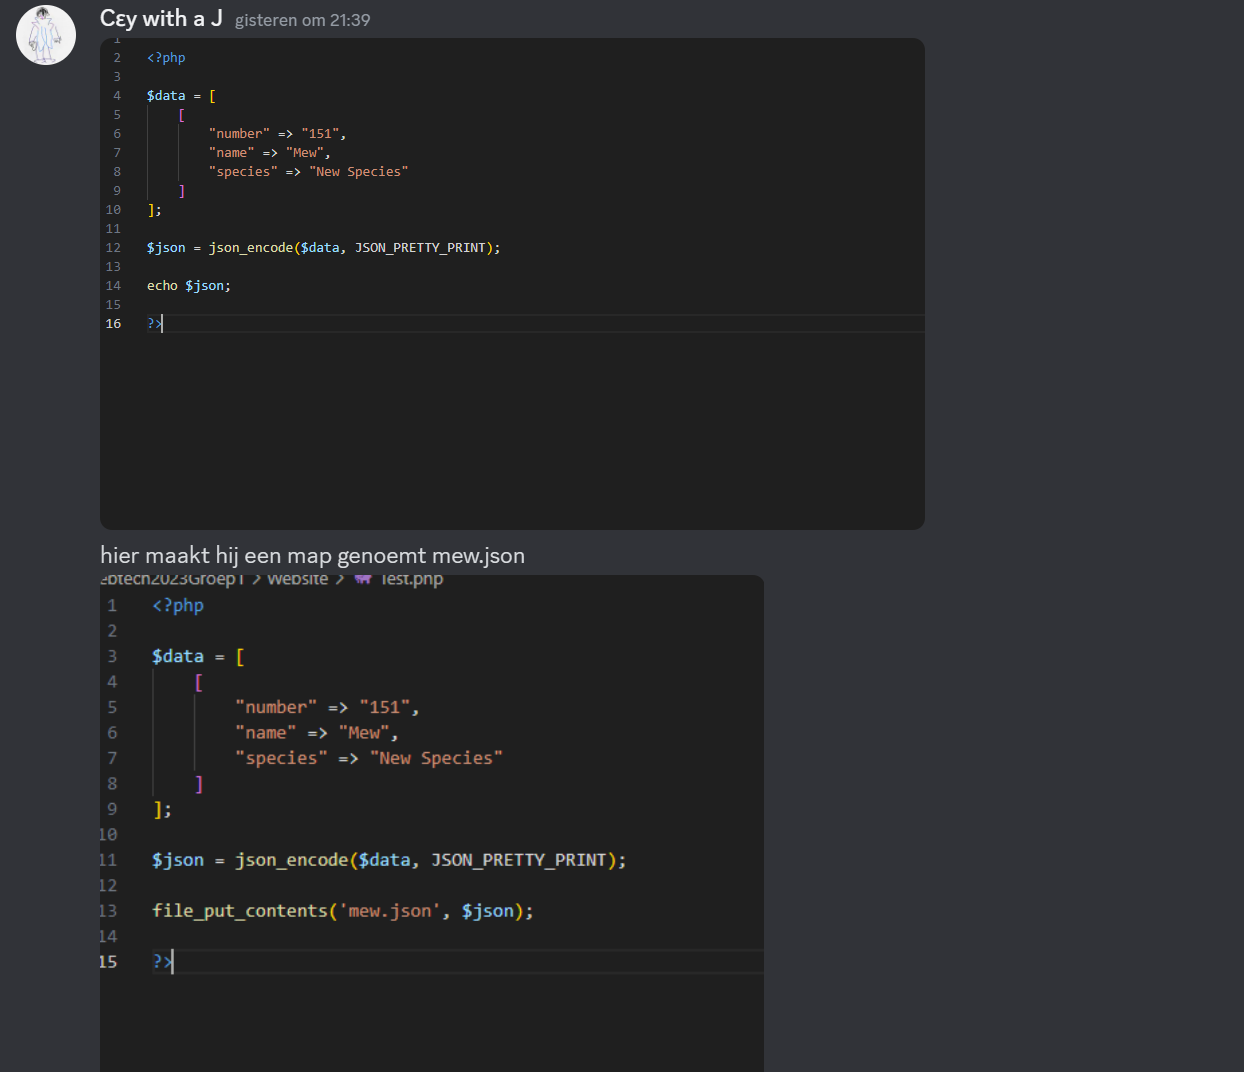 Cεy with a J gisteren om 21:39
1
2 <?php
3
4 $data = [
5 [
6 "number" => "151",
7 "name" => "Mew",
8 "species" => "New Species"
9 ]
10 ];
11
12 $json = json_encode($data, JSON_PRETTY_PRINT);
13
14 echo $json;
15
16 ?>
hier maakt hij een map genoemt mew.json
ebtech2023Groep1 > Website > Test.php
1 <?php
2
3 $data = [
4 [
5 "number" => "151",
6 "name" => "Mew",
7 "species" => "New Species"
8 ]
9 ];
10
11 $json = json_encode($data, JSON_PRETTY_PRINT);
12
13 file_put_contents('mew.json', $json);
14
15 ?>